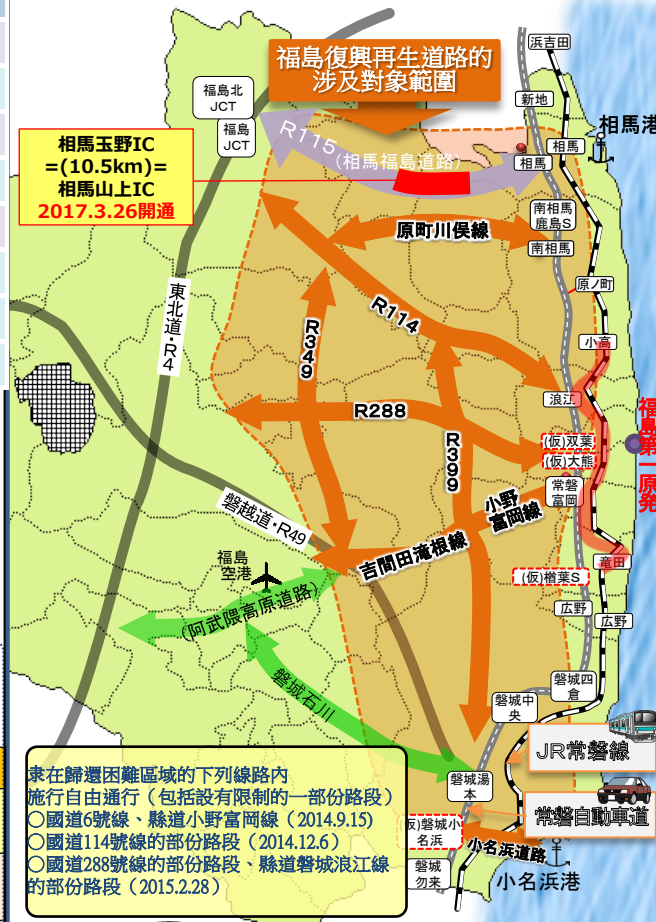 福島復興再生道路的
涉及對象範圍
浜吉田
福島北
JCT
福島
JCT
新地
相馬港
相馬玉野IC
=(10.5km)=
相馬山上IC
2017.3.26開通
R115（相馬福島道路）
相馬
相馬
南相馬
鹿島S
南相馬
原町川俣線
原ノ町
東北道・R4
R349
R114
小高
浪江
R288
R399
(仮)双葉
(仮)大熊
福島第一原発
常磐
富岡
小野
富岡線
磐越道・R49
吉間田滝根線
福島
空港
竜田
(仮)楢葉S
（阿武隈高原道路）
広野
広野
磐城石川
磐城四
倉
磐城中
央
JR常磐線
磐城湯
本
常磐自動車道
(仮)磐城小
名浜
小名浜道路
磐城
勿来
小名浜港
隶在歸還困難區域的下列線路內
施行自由通行（包括設有限制的一部份路段）
○國道6號線、縣道小野富岡線（2014.9.15)
○國道114號線的部份路段（2014.12.6）
○國道288號線的部份路段、縣道磐城浪江線
的部份路段（2015.2.28）